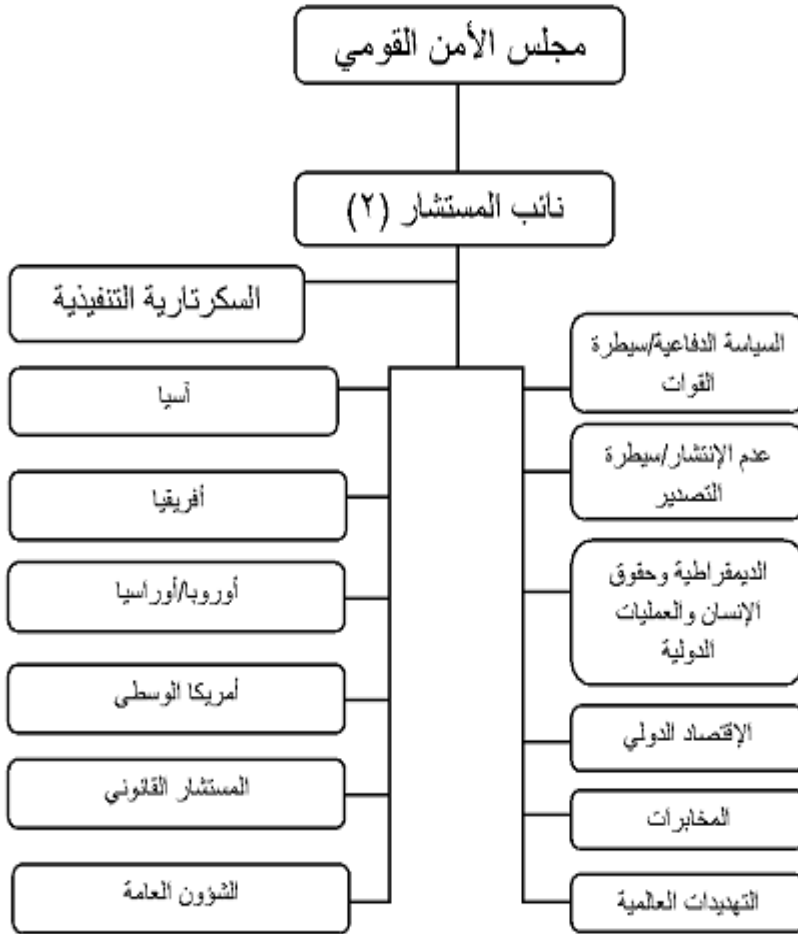 مجلس الأمن القومي
نائب المستشار (٢)
السكرتارية التنفيذية
السياسة الدفاعية/سيطرة
القوات
آسيا
عدم الإنتشار/سيطرة
التصدير
أفريقيا
الديمقراطية وحقوق
الإنسان والعمليات
الدولية
أوروبا/أوراسيا
أمريكا الوسطى
الإقتصاد الدولي
المستشار القانوني
المخابرات
الشؤون العامة
التهديدات العالمية